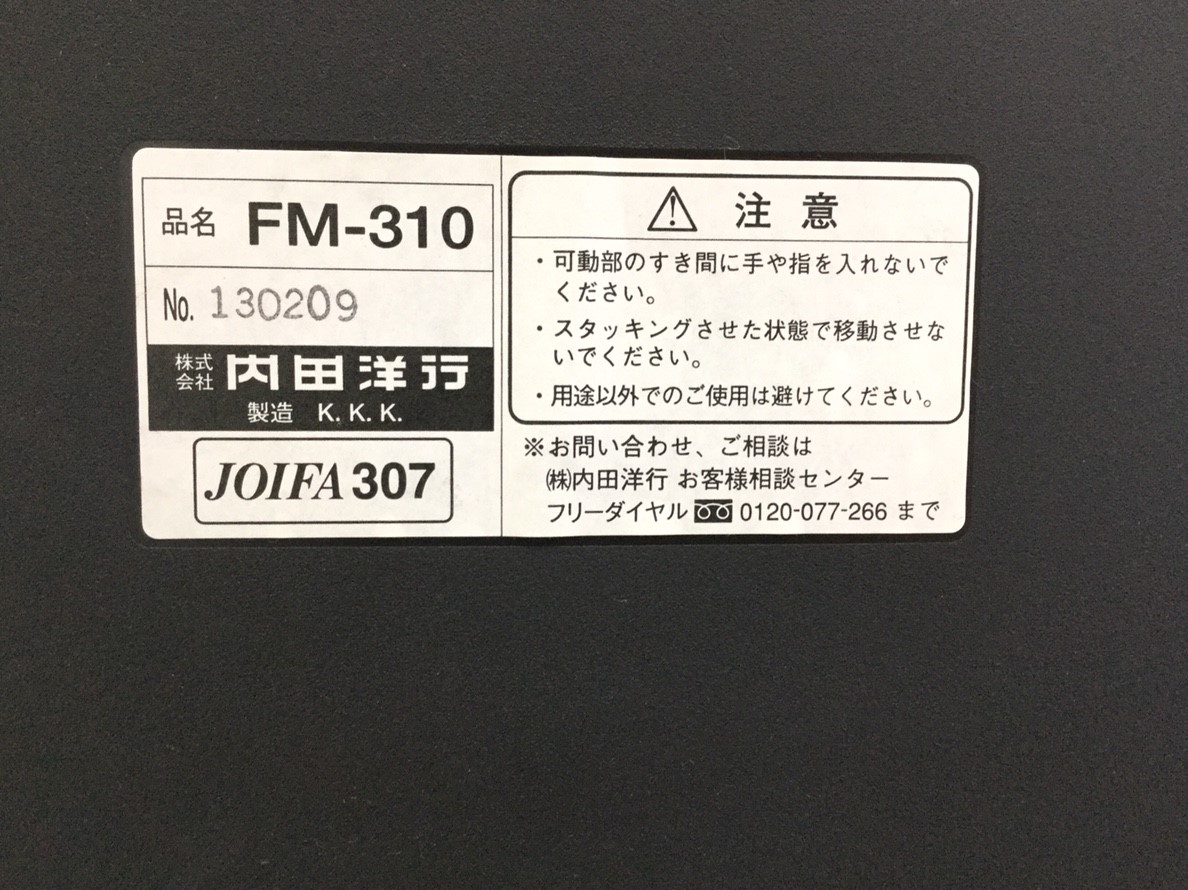 品名 FM-310
No. 130209
株式会社 内田洋行
製造 K.K.K.
JOIFA 307
⚠ 注意
・可動部のすき間に手や指を入れないで
ください。
・スタッキングさせた状態で移動させな
いでください。
・用途以外でのご使用は避けてください。
※お問い合わせ、ご相談は
㈱内田洋行 お客様相談センター
フリーダイヤル 0120-077-266 まで